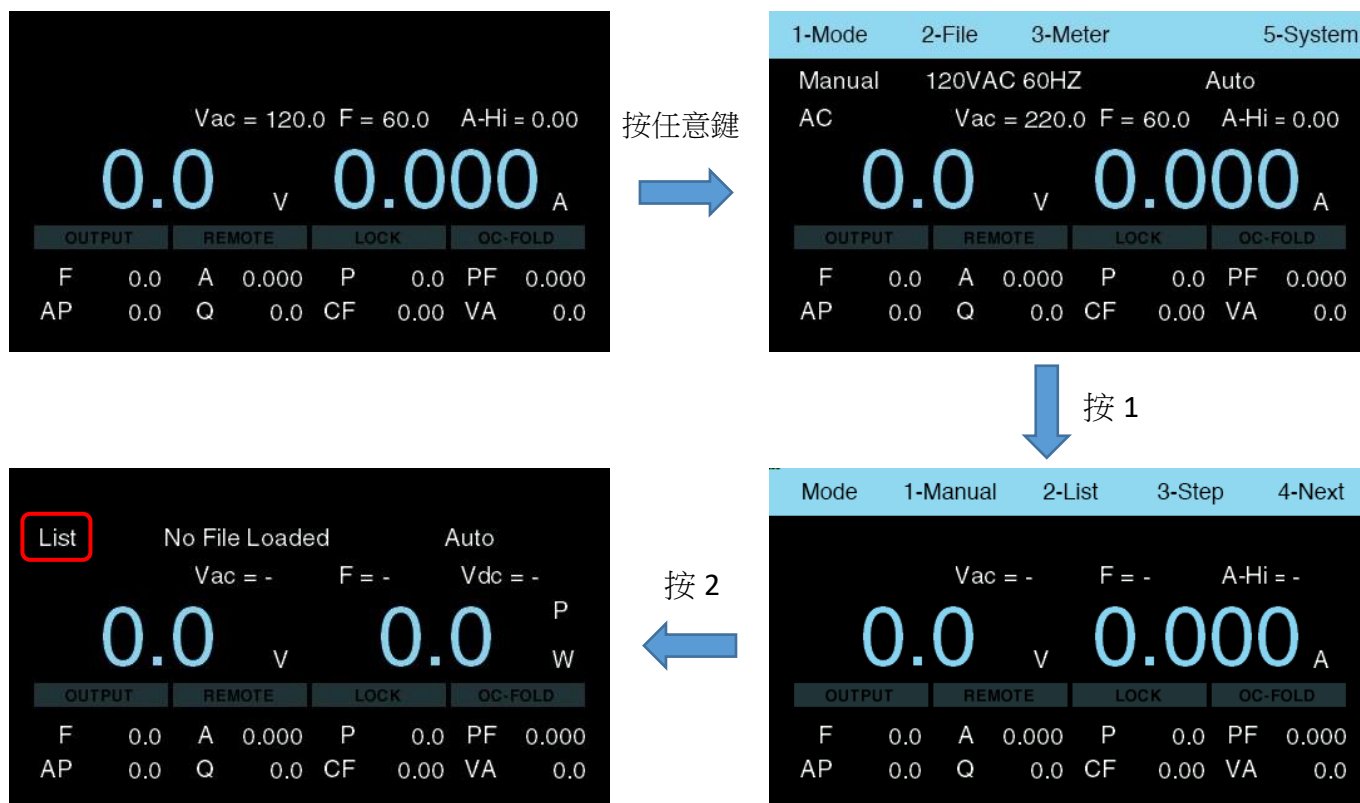 Vac = 120.0 F = 60.0 A-Hi = 0.00
0.0 V 0.000 A
OUTPUT REMOTE LOCK OC-FOLD
F 0.0 A 0.000 P 0.0 PF 0.000
AP 0.0 Q 0.0 CF 0.00 VA 0.0
按任意鍵
1-Mode 2-File 3-Meter 5-System
Manual 120VAC 60HZ Auto
AC Vac = 220.0 F = 60.0 A-Hi = 0.00
0.0 V 0.000 A
OUTPUT REMOTE LOCK OC-FOLD
F 0.0 A 0.000 P 0.0 PF 0.000
AP 0.0 Q 0.0 CF 0.00 VA 0.0
按 1
Mode 1-Manual 2-List 3-Step 4-Next
Vac = - F = - A-Hi = -
0.0 V 0.000 A
OUTPUT REMOTE LOCK OC-FOLD
F 0.0 A 0.000 P 0.0 PF 0.000
AP 0.0 Q 0.0 CF 0.00 VA 0.0
按 2
List No File Loaded Auto
Vac = - F = - Vdc = -
P
0.0 V 0.0 W
OUTPUT REMOTE LOCK OC-FOLD
F 0.0 A 0.000 P 0.0 PF 0.000
AP 0.0 Q 0.0 CF 0.00 VA 0.0